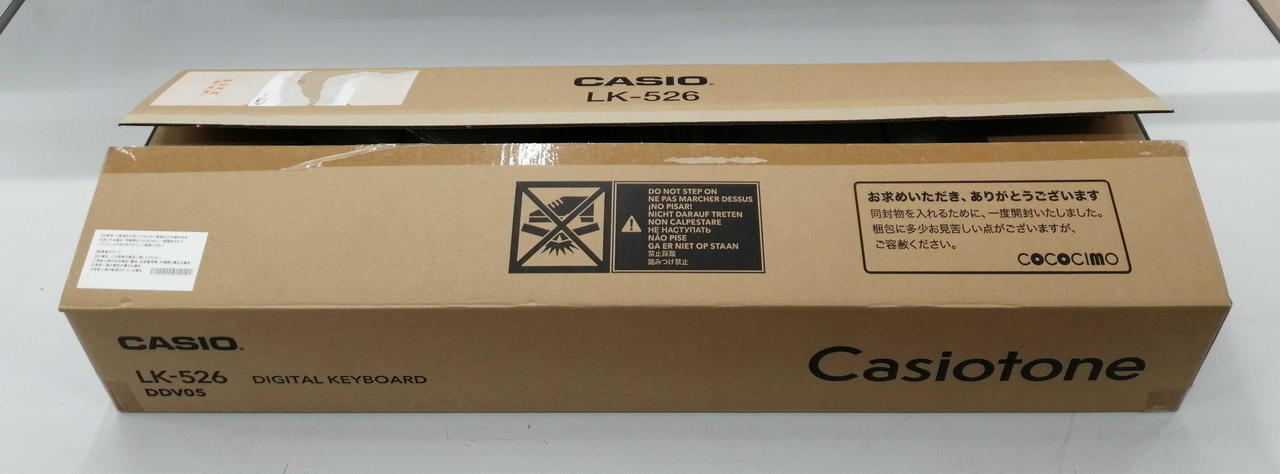 CASIO
LK-526
DO NOT STEP ON
NE PAS MARCHER DESSUS
¡NO PISAR!
NICHT DARAUF TRETEN
NON CALPESTARE
НЕ НАСТУПАТЬ
NÃO PISE
GA ER NIET OP STAAN
禁止踩踏
踏みつけ禁止
お求めいただき、ありがとうございます
同封物を入れるために、一度開封いたしました。
梱包に多少お見苦しい点がございますが、
ご容赦ください。
COCOCIMO
CASIO
LK-526 DIGITAL KEYBOARD
DDV05
Casiotone